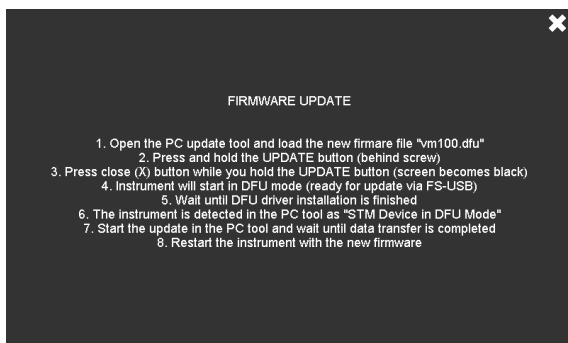 FIRMWARE UPDATE
1. Open the PC update tool and load the new firmare file "vm100.dfu"
2. Press and hold the UPDATE button (behind screw)
3. Press close (X) button while you hold the UPDATE button (screen becomes black)
4. Instrument will start in DFU mode (ready for update via FS-USB)
5. Wait until DFU driver installation is finished
6. The instrument is detected in the PC tool as "STM Device in DFU Mode"
7. Start the update in the PC tool and wait until data transfer is completed
8. Restart the instrument with the new firmware